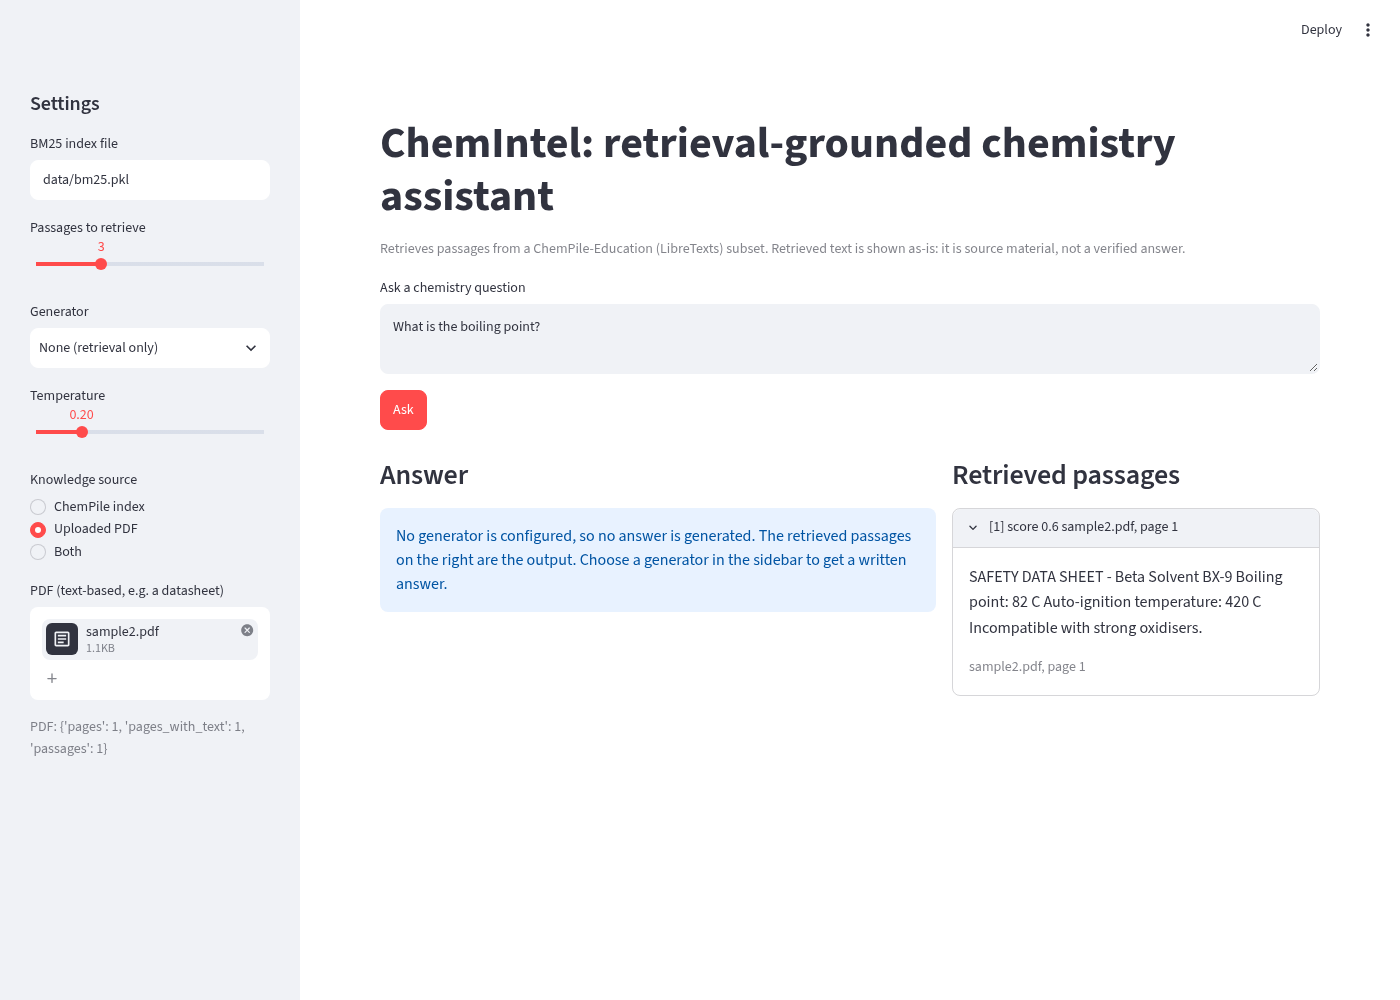 Deploy
Settings
BM25 index file
data/bm25.pkl
Passages to retrieve
3
Generator
None (retrieval only)
Temperature
0.20
Knowledge source
ChemPile index
Uploaded PDF
Both
PDF (text-based, e.g. a datasheet)
sample2.pdf
1.1KB
PDF: {'pages': 1, 'pages_with_text': 1,
'passages': 1}
ChemIntel: retrieval-grounded chemistry
assistant
Retrieves passages from a ChemPile-Education (LibreTexts) subset. Retrieved text is shown as-is: it is source material, not a verified answer.
Ask a chemistry question
What is the boiling point?
Ask
Answer
No generator is configured, so no answer is generated. The retrieved passages
on the right are the output. Choose a generator in the sidebar to get a written
answer.
Retrieved passages
[1] score 0.6 sample2.pdf, page 1
SAFETY DATA SHEET - Beta Solvent BX-9 Boiling
point: 82 C Auto-ignition temperature: 420 C
Incompatible with strong oxidisers.
sample2.pdf, page 1